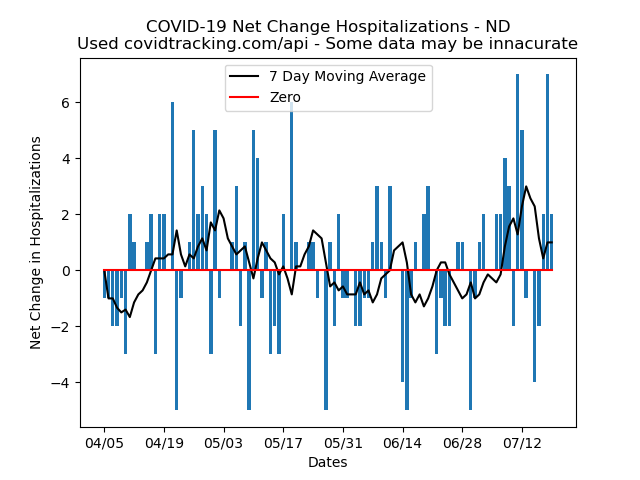 COVID-19 Net Change Hospitalizations - ND
Used covidtracking.com/api - Some data may be innacurate
7 Day Moving Average
Zero
Net Change in Hospitalizations
6
4
2
0
−2
−4
04/05 04/19 05/03 05/17 05/31 06/14 06/28 07/12
Dates